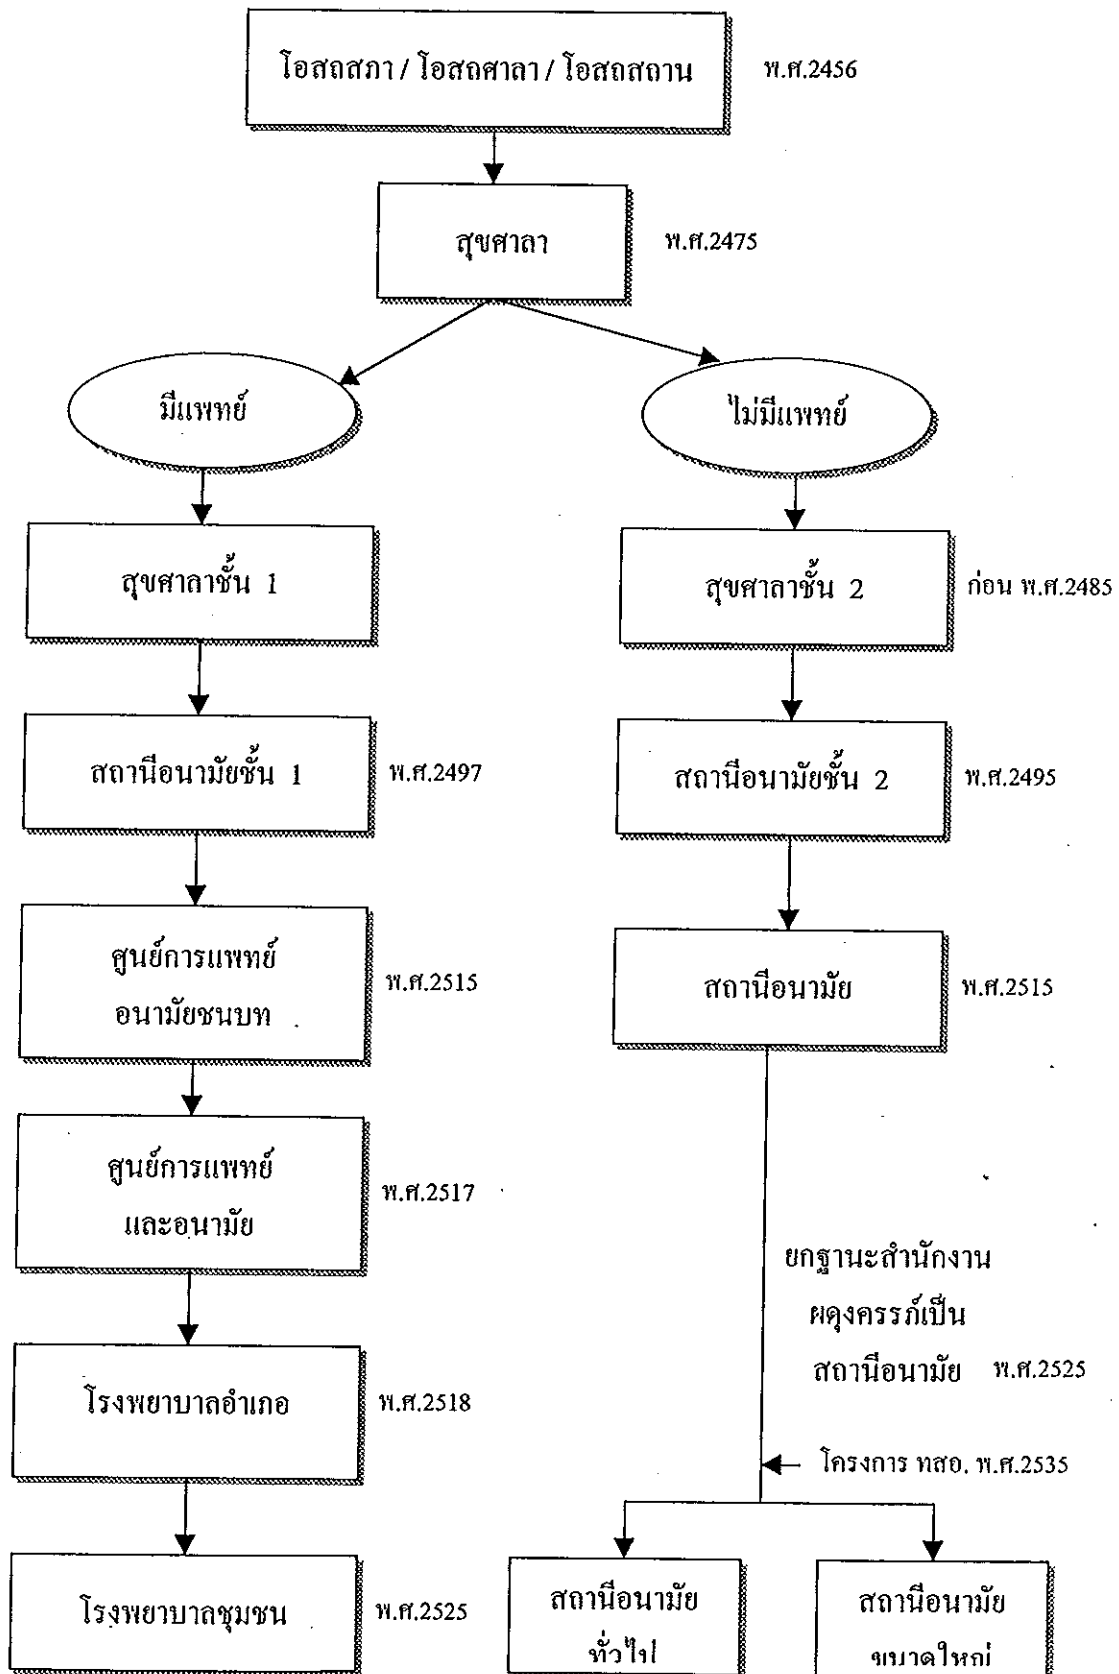 โอสถสภา / โอสถศาลา / โอสถสถาน พ.ศ.2456
สุขศาลา พ.ศ.2475
มีแพทย์
ไม่มีแพทย์
สุขศาลาชั้น 1
สุขศาลาชั้น 2 ก่อน พ.ศ.2485
สถานีอนามัยชั้น 1 พ.ศ.2497
สถานีอนามัยชั้น 2 พ.ศ.2495
ศูนย์การแพทย์
อนามัยชนบท
พ.ศ.2515
สถานีอนามัย พ.ศ.2515
ศูนย์การแพทย์
และอนามัย
พ.ศ.2517
ยกฐานะสำนักงาน
ผดุงครรภ์เป็น
สถานีอนามัย พ.ศ.2525
โรงพยาบาลอำเภอ พ.ศ.2518
โครงการ ทสอ. พ.ศ.2535
โรงพยาบาลชุมชน พ.ศ.2525
สถานีอนามัย
ทั่วไป
สถานีอนามัย
ขนาดใหญ่